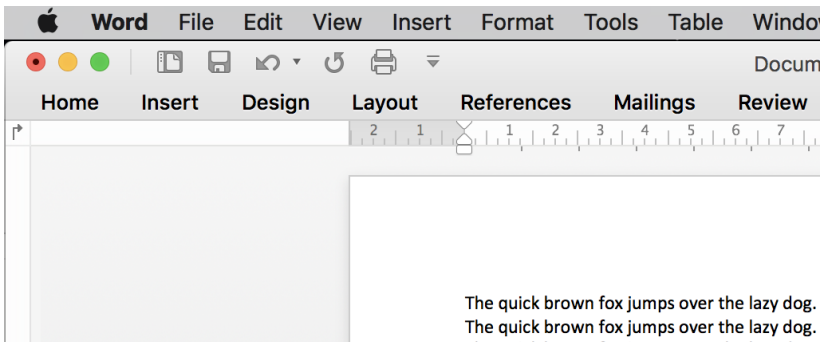 Word File Edit View Insert Format Tools Table Windo
Docum
Home Insert Design Layout References Mailings Review
2 1 1 2 3 4 5 6 7
The quick brown fox jumps over the lazy dog.
The quick brown fox jumps over the lazy dog.